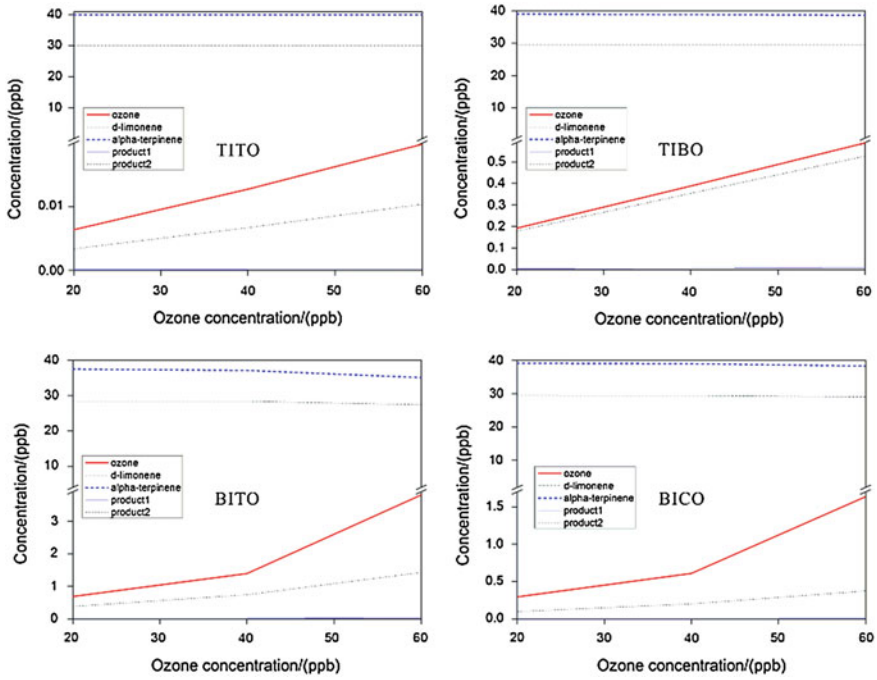 40
30
20
10
0.01
0.00
Concentration/(ppb)
ozone
d-limonene
alpha-terpinene
product1
product2
TITO
20
30
40
50
60
Ozone concentration/(ppb)
40
30
20
10
0.5
0.4
0.3
0.2
0.1
0.0
Concentration/(ppb)
ozone
d-limonene
alpha-terpinene
product1
product2
TIBO
20
30
40
50
60
Ozone concentration/(ppb)
40
30
20
10
3
2
1
0
Concentration/(ppb)
ozone
d-limonene
alpha-terpinene
product1
product2
BITO
20
30
40
50
60
Ozone concentration/(ppb)
40
30
20
10
1.5
1.0
0.5
0.0
Concentration/(ppb)
ozone
d-limonene
alpha-terpinene
product1
product2
BICO
20
30
40
50
60
Ozone concentration/(ppb)